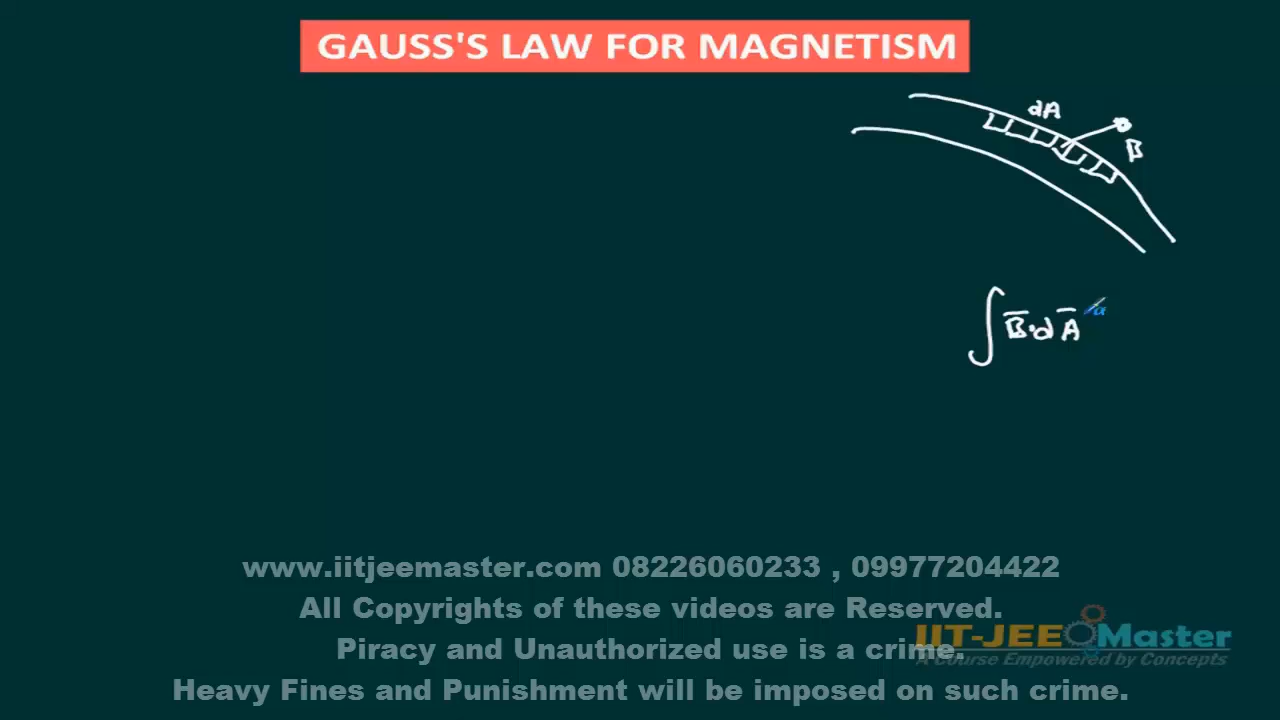 GAUSS'S LAW FOR MAGNETISM
dA
B
∫ B̅·dA̅
www.iitjeemaster.com 08226060233 , 09977204422
All Copyrights of these videos are Reserved.
IIT-JEE Master
Piracy and Unauthorized use is a crime.
A Course Empowered by Concepts
Heavy Fines and Punishment will be imposed on such crime.